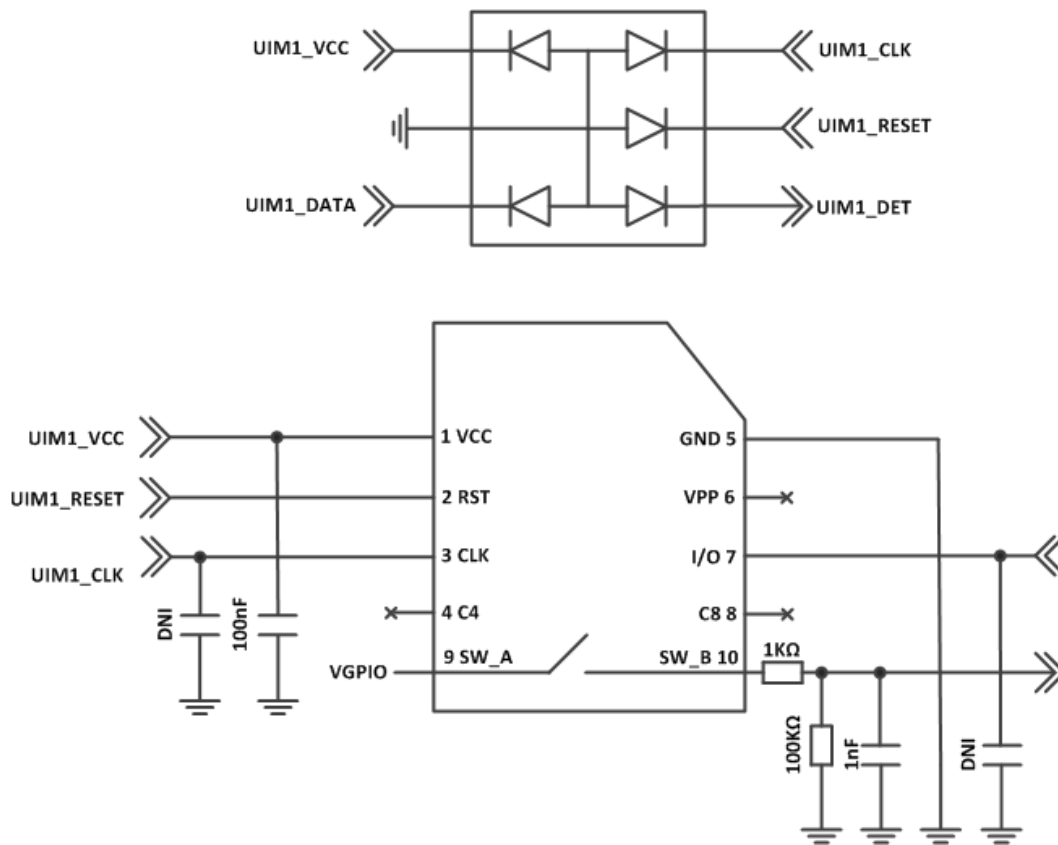 UIM1_VCC
UIM1_CLK
UIM1_RESET
UIM1_DATA
UIM1_DET
UIM1_VCC
1 VCC
GND 5
UIM1_RESET
2 RST
VPP 6
UIM1_CLK
3 CLK
I/O 7
DNI
100nF
4 C4
C8 8
VGPIO
9 SW_A
SW_B 10
1KΩ
100KΩ
1nF
DNI